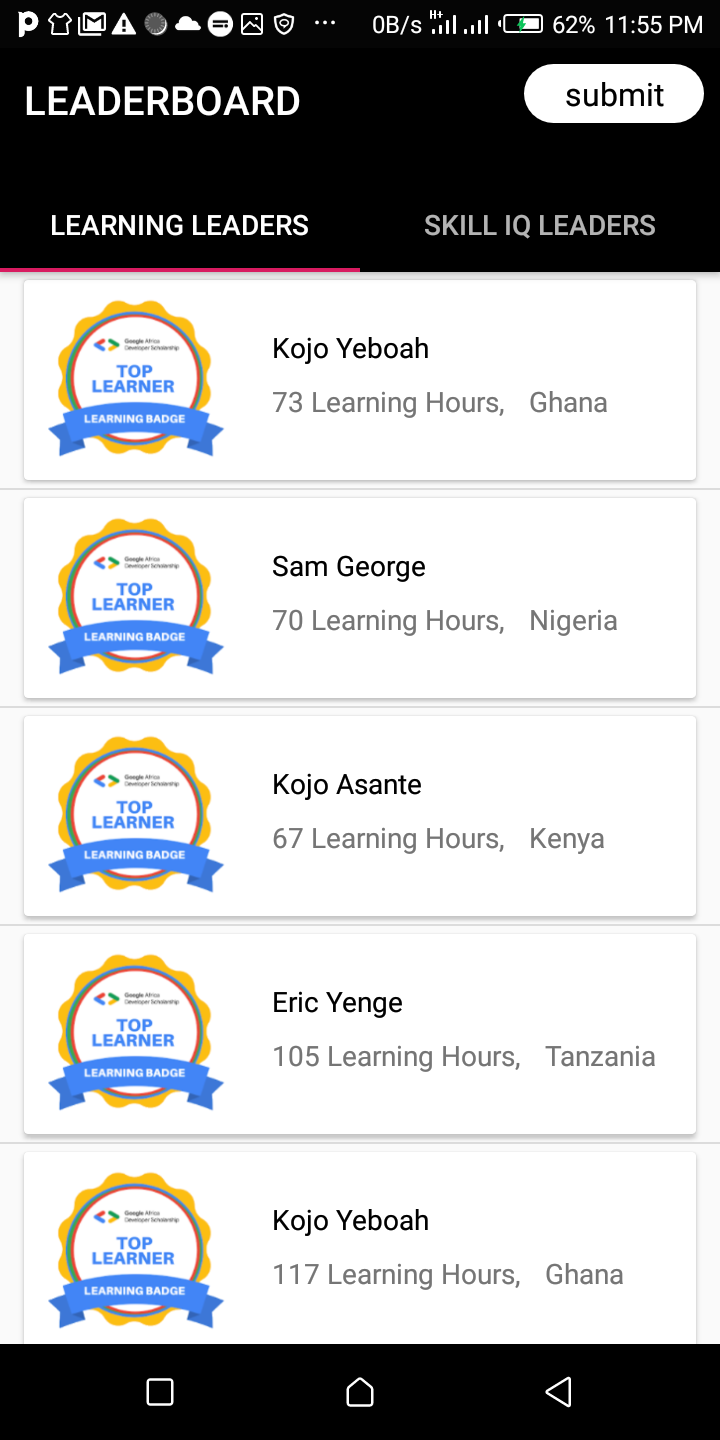 0B/s H+ 62% 11:55 PM
LEADERBOARD
submit
LEARNING LEADERS
SKILL IQ LEADERS
Google Africa
Developer Scholarship
TOP
LEARNER
LEARNING BADGE
Kojo Yeboah
73 Learning Hours, Ghana
Google Africa
Developer Scholarship
TOP
LEARNER
LEARNING BADGE
Sam George
70 Learning Hours, Nigeria
Google Africa
Developer Scholarship
TOP
LEARNER
LEARNING BADGE
Kojo Asante
67 Learning Hours, Kenya
Google Africa
Developer Scholarship
TOP
LEARNER
LEARNING BADGE
Eric Yenge
105 Learning Hours, Tanzania
Google Africa
Developer Scholarship
TOP
LEARNER
LEARNING BADGE
Kojo Yeboah
117 Learning Hours, Ghana